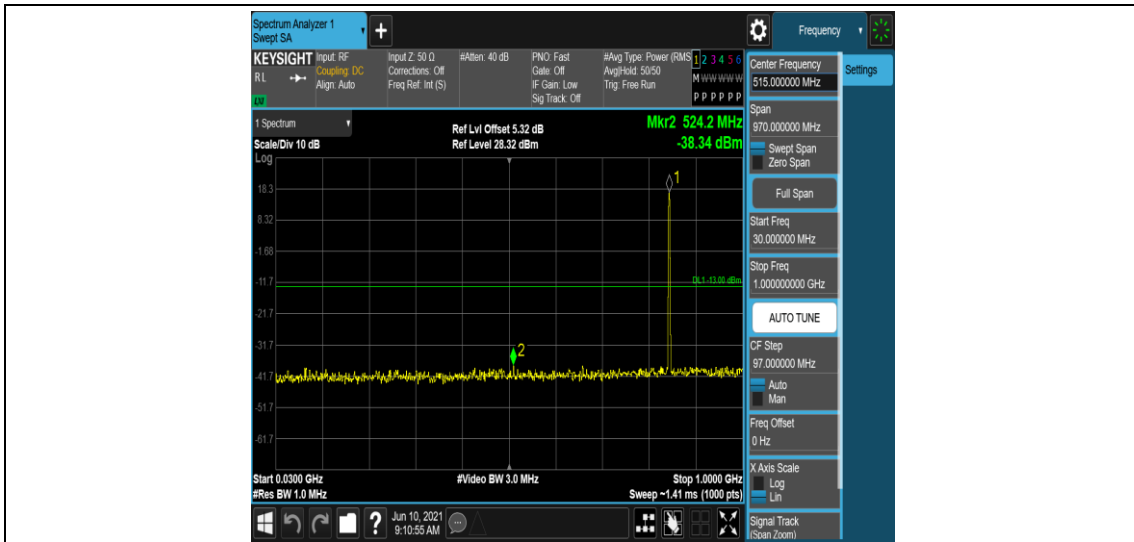 Spectrum Analyzer 1
Swept SA
+
Frequency
KEYSIGHT
RL
LXI
Input: RF
Coupling: DC
Align: Auto
Input Z: 50 Ω
Corrections: Off
Freq Ref: Int (S)
#Atten: 40 dB
PNO: Fast
Gate: Off
IF Gain: Low
Sig Track: Off
#Avg Type: Power (RMS
Avg|Hold: 50/50
Trig: Free Run
1 2 3 4 5 6
M W W W W W
P P P P P P
1 Spectrum
Scale/Div 10 dB
Log
Ref Lvl Offset 5.32 dB
Ref Level 28.32 dBm
Mkr2 524.2 MHz
-38.34 dBm
18.3
8.32
-1.68
-11.7
-21.7
-31.7
-41.7
-51.7
-61.7
1
DL1 -13.00 dBm
2
Start 0.0300 GHz
#Res BW 1.0 MHz
#Video BW 3.0 MHz
Stop 1.0000 GHz
Sweep ~1.41 ms (1000 pts)
Center Frequency
515.000000 MHz
Settings
Span
970.000000 MHz
Swept Span
Zero Span
Full Span
Start Freq
30.000000 MHz
Stop Freq
1.000000000 GHz
AUTO TUNE
CF Step
97.000000 MHz
Auto
Man
Freq Offset
0 Hz
X Axis Scale
Log
Lin
Signal Track
(Span Zoom)
?
Jun 10, 2021
9:10:55 AM